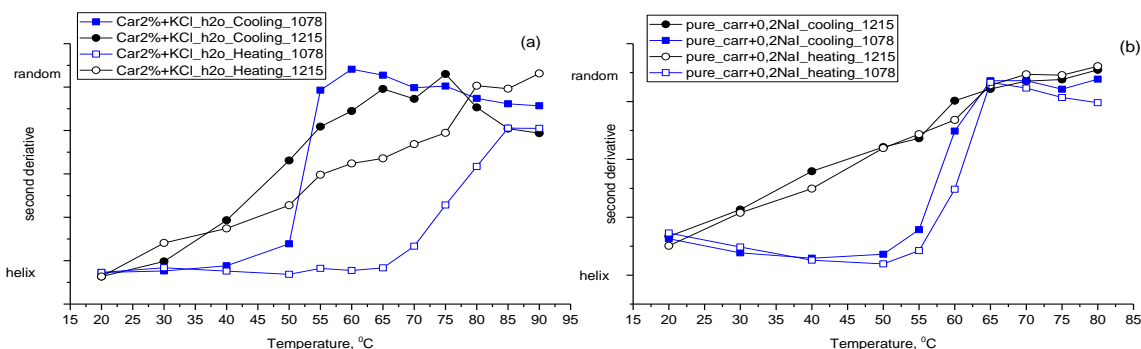 Car2%+KCl_h2o_Cooling_1078
Car2%+KCl_h2o_Cooling_1215
Car2%+KCl_h2o_Heating_1078
Car2%+KCl_h2o_Heating_1215
(a)
random
helix
second deriative
15 20 25 30 35 40 45 50 55 60 65 70 75 80 85 90 95
Temperature, °C
pure_carr+0,2NaI_cooling_1215
pure_carr+0,2NaI_cooling_1078
pure_carr+0,2NaI_heating_1215
pure_carr+0,2NaI_heating_1078
(b)
random
helix
second derivative
15 20 25 30 35 40 45 50 55 60 65 70 75 80 85
Temperature, °C